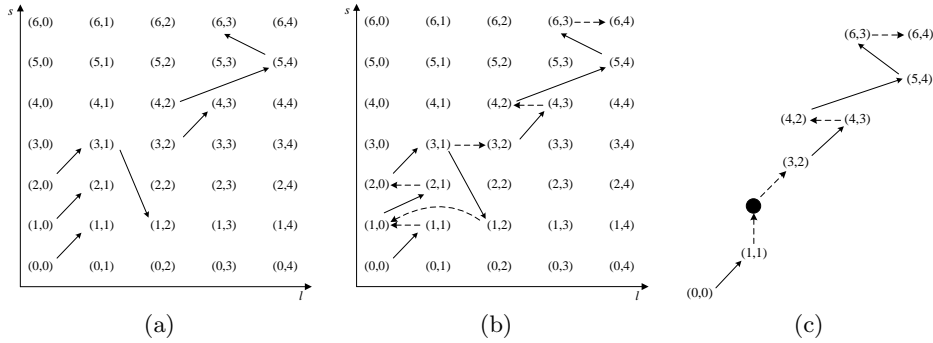 s
(6,0) (6,1) (6,2) (6,3) (6,4)
(5,0) (5,1) (5,2) (5,3) (5,4)
(4,0) (4,1) (4,2) (4,3) (4,4)
(3,0) (3,1) (3,2) (3,3) (3,4)
(2,0) (2,1) (2,2) (2,3) (2,4)
(1,0) (1,1) (1,2) (1,3) (1,4)
(0,0) (0,1) (0,2) (0,3) (0,4)
l
(a)
s
(6,0) (6,1) (6,2) (6,3) (6,4)
(5,0) (5,1) (5,2) (5,3) (5,4)
(4,0) (4,1) (4,2) (4,3) (4,4)
(3,0) (3,1) (3,2) (3,3) (3,4)
(2,0) (2,1) (2,2) (2,3) (2,4)
(1,0) (1,1) (1,2) (1,3) (1,4)
(0,0) (0,1) (0,2) (0,3) (0,4)
l
(b)
(6,3) (6,4)
(5,4)
(4,2) (4,3)
(3,2)
(1,1)
(0,0)
(c)